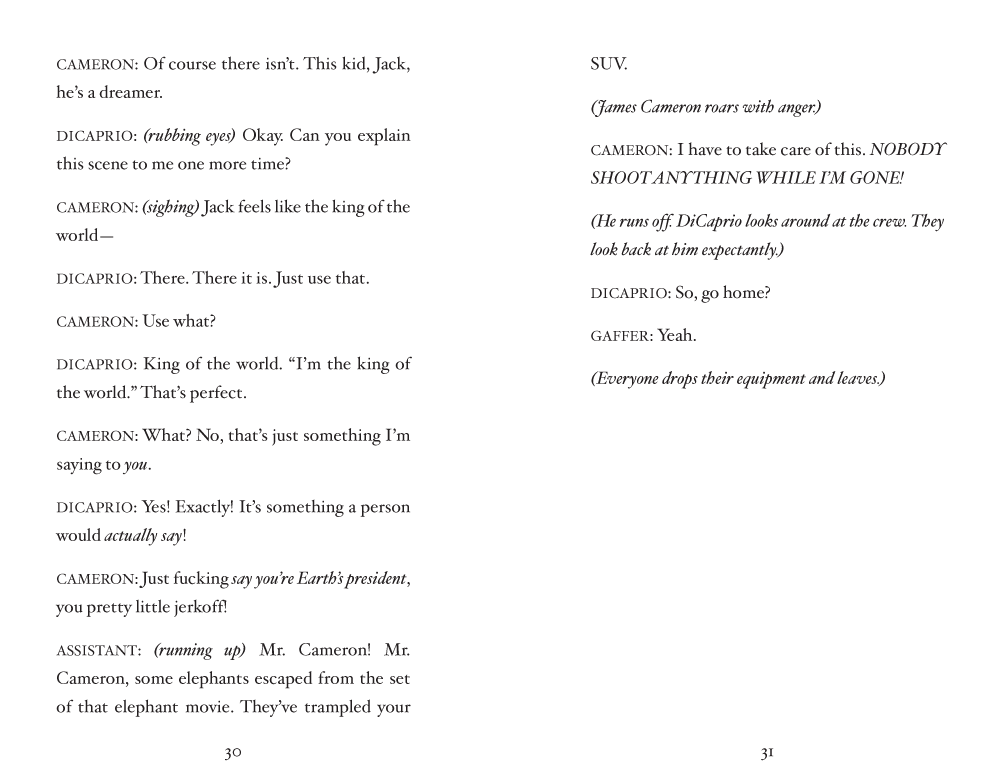 CAMERON: Of course there isn’t. This kid, Jack,
he’s a dreamer.
DICAPRIO: (rubbing eyes) Okay. Can you explain
this scene to me one more time?
CAMERON: (sighing) Jack feels like the king of the
world—
DICAPRIO: There. There it is. Just use that.
CAMERON: Use what?
DICAPRIO: King of the world. “I’m the king of
the world.” That’s perfect.
CAMERON: What? No, that’s just something I’m
saying to you.
DICAPRIO: Yes! Exactly! It’s something a person
would actually say!
CAMERON: Just fucking say you’re Earth’s president,
you pretty little jerkoff!
ASSISTANT: (running up) Mr. Cameron! Mr.
Cameron, some elephants escaped from the set
of that elephant movie. They’ve trampled your
30
SUV.
(James Cameron roars with anger.)
CAMERON: I have to take care of this. NOBODY
SHOOT ANYTHING WHILE I’M GONE!
(He runs off. DiCaprio looks around at the crew. They
look back at him expectantly.)
DICAPRIO: So, go home?
GAFFER: Yeah.
(Everyone drops their equipment and leaves.)
31